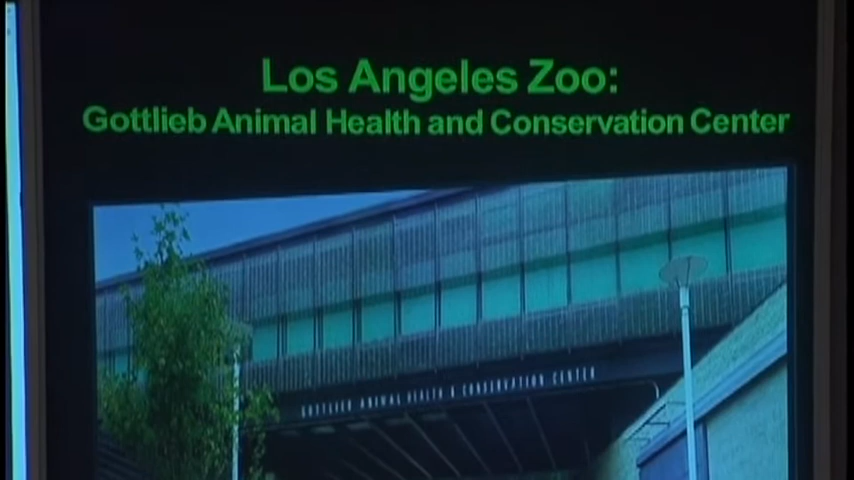 Los Angeles Zoo:
Gottlieb Animal Health and Conservation Center
GOTTLIEB ANIMAL HEALTH & CONSERVATION CENTER